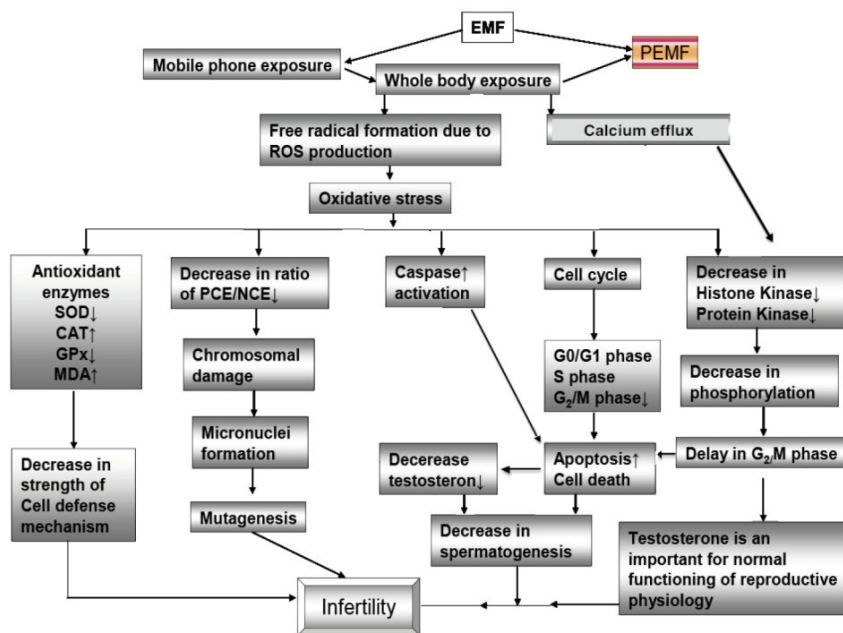 EMF
PEMF
Mobile phone exposure
Whole body exposure
Free radical formation due to
ROS production
Calcium efflux
Oxidative stress
Antioxidant
enzymes
SOD↓
CAT↑
GPx↓
MDA↑
Decrease in ratio
of PCE/NCE↓
Caspase↑
activation
Cell cycle
Decrease in
Histone Kinase↓
Protein Kinase↓
Chromosomal
damage
G0/G1 phase
S phase
G₂/M phase↓
Decrease in
phosphorylation
Micronuclei
formation
Decrease in
strength of
Cell defense
mechanism
Decerease
testosteron↓
Apoptosis↑
Cell death
Delay in G₂/M phase
Mutagenesis
Decrease in
spermatogenesis
Testosterone is an
important for normal
functioning of reproductive
physiology
Infertility